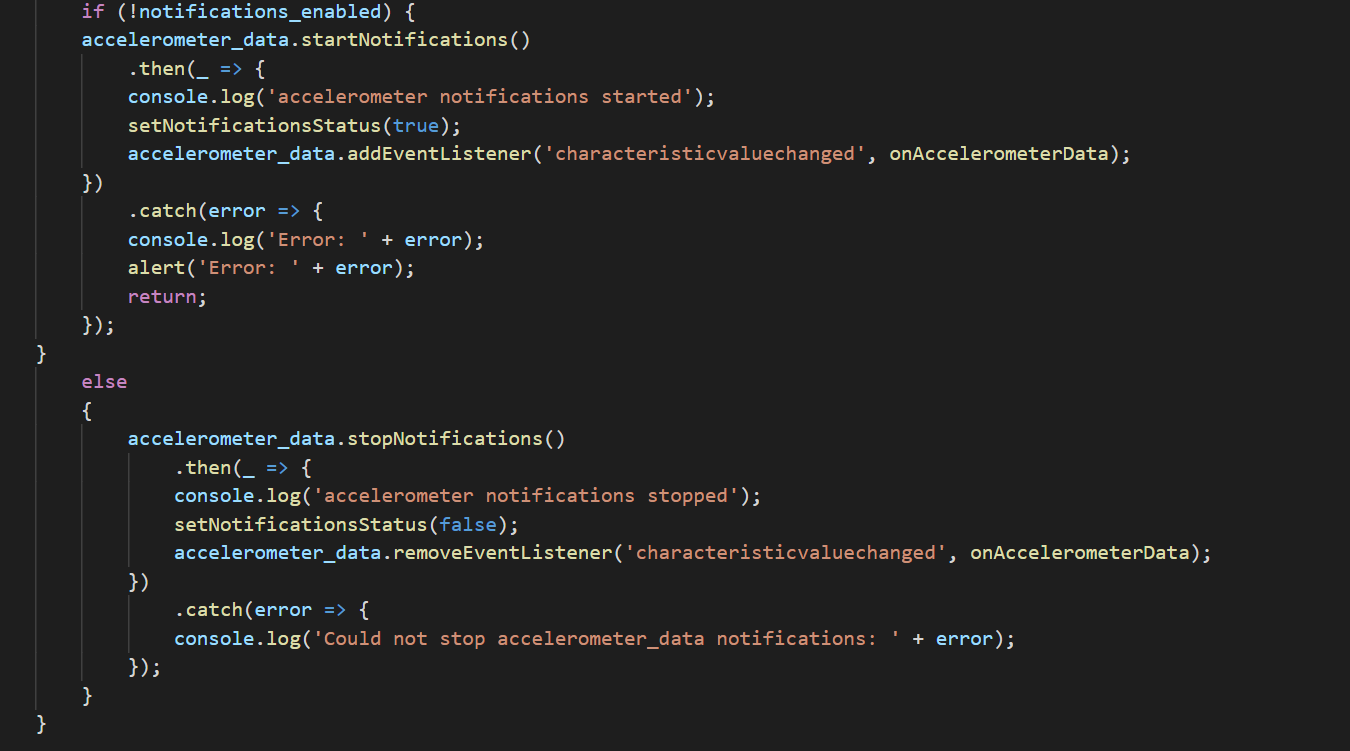 if (!notifications_enabled) {
accelerometer_data.startNotifications()
.then(_ => {
console.log('accelerometer notifications started');
setNotificationsStatus(true);
accelerometer_data.addEventListener('characteristicvaluechanged', onAccelerometerData);
})
.catch(error => {
console.log('Error: ' + error);
alert('Error: ' + error);
return;
});
}
else
{
accelerometer_data.stopNotifications()
.then(_ => {
console.log('accelerometer notifications stopped');
setNotificationsStatus(false);
accelerometer_data.removeEventListener('characteristicvaluechanged', onAccelerometerData);
})
.catch(error => {
console.log('Could not stop accelerometer_data notifications: ' + error);
});
}
}